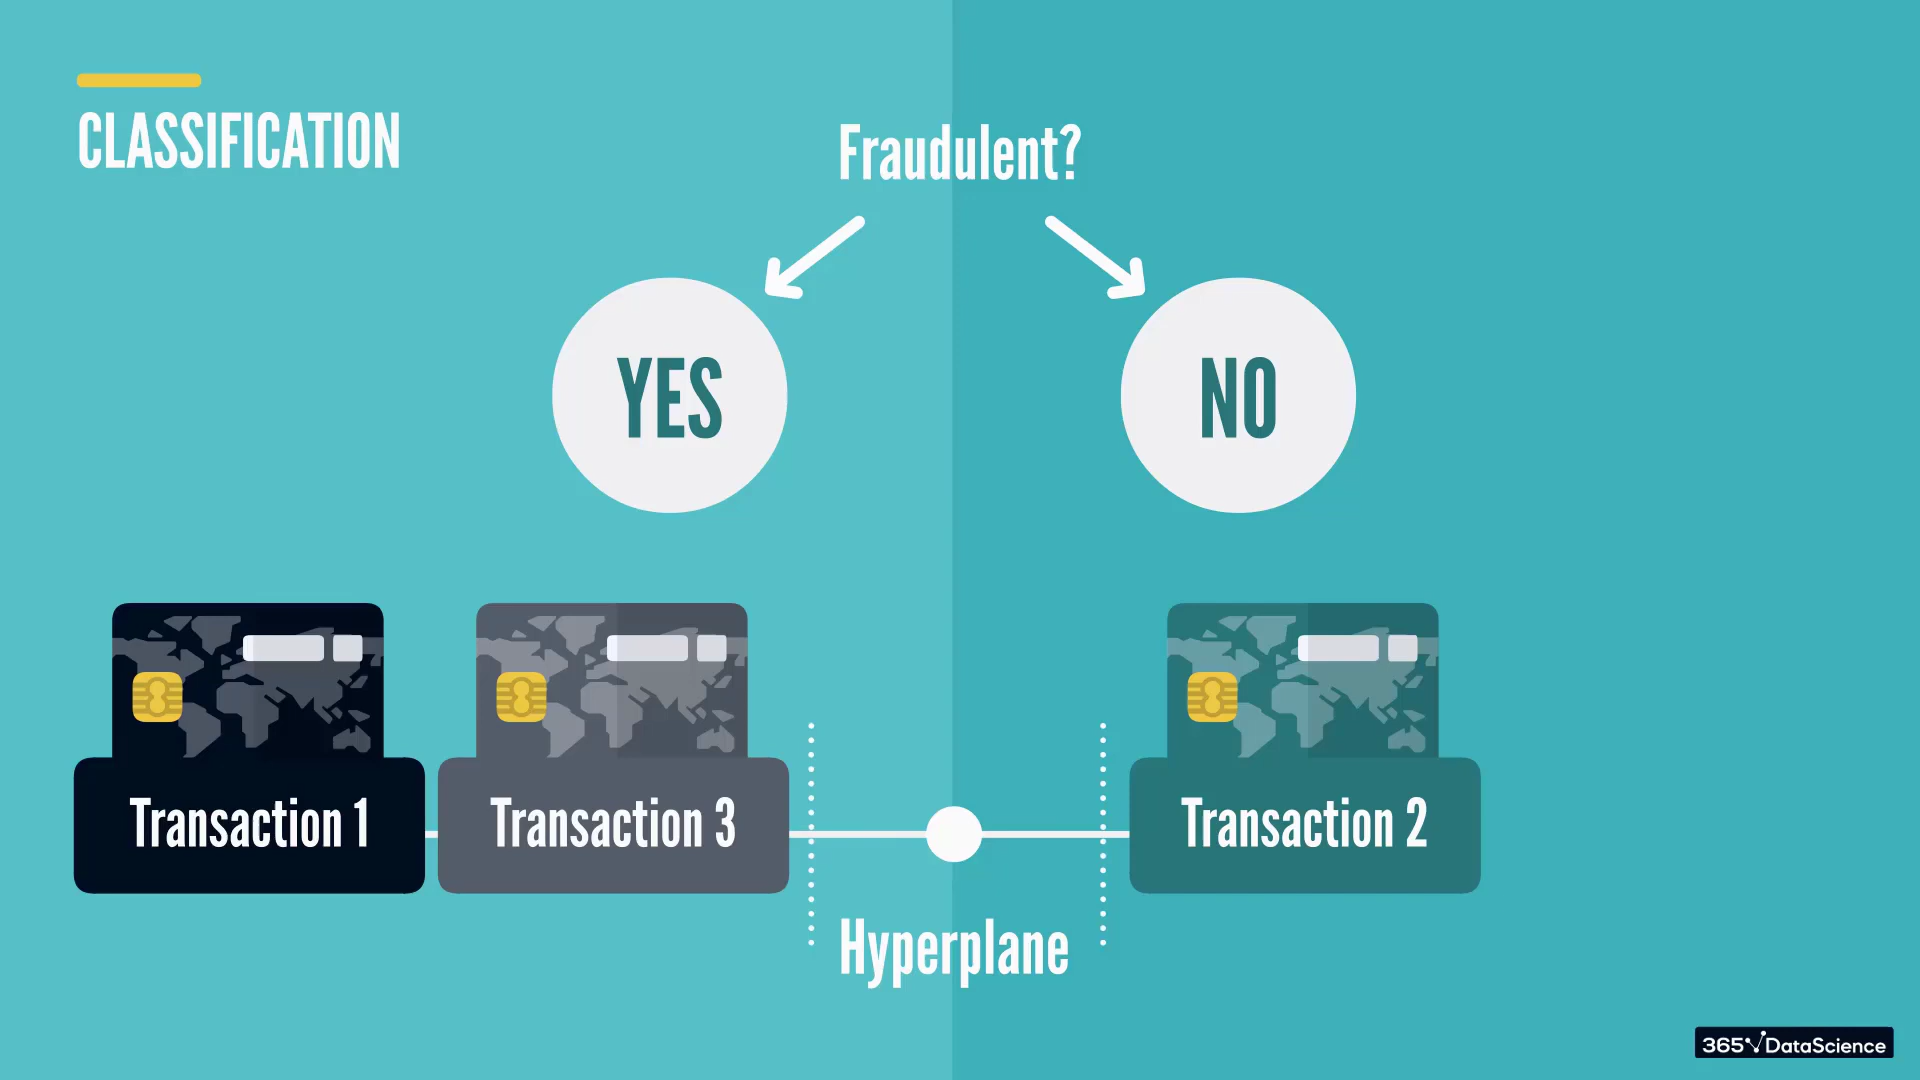 CLASSIFICATION
Fraudulent?
YES
NO
Transaction 1
Transaction 3
Transaction 2
Hyperplane
365 DataScience